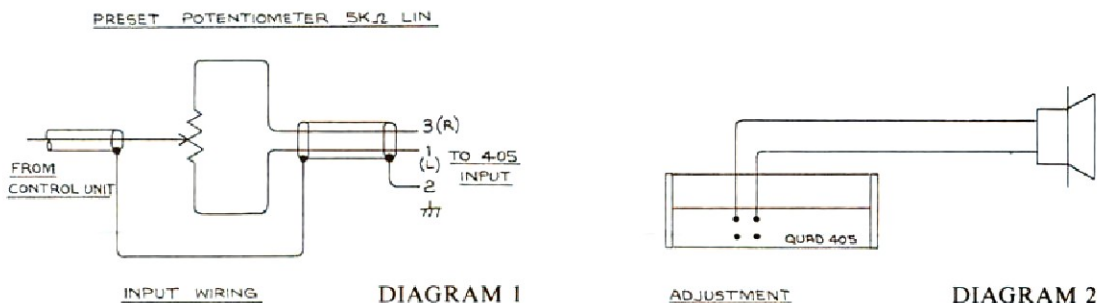 PRESET POTENTIOMETER 5KΩ LIN
3 (R)
1
(L)
TO 405
INPUT
2
FROM
CONTROL UNIT
INPUT WIRING
DIAGRAM 1
QUAD 405
ADJUSTMENT
DIAGRAM 2